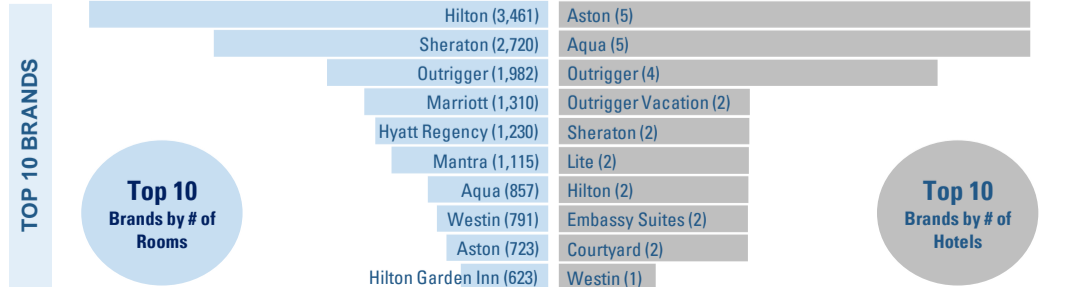 TOP 10 BRANDS
Hilton (3,461)
Sheraton (2,720)
Outrigger (1,982)
Marriott (1,310)
Hyatt Regency (1,230)
Mantra (1,115)
Aqua (857)
Westin (791)
Aston (723)
Hilton Garden Inn (623)
Top 10
Brands by # of
Rooms
Aston (5)
Aqua (5)
Outrigger (4)
Outrigger Vacation (2)
Sheraton (2)
Lite (2)
Hilton (2)
Embassy Suites (2)
Courtyard (2)
Westin (1)
Top 10
Brands by # of
Hotels